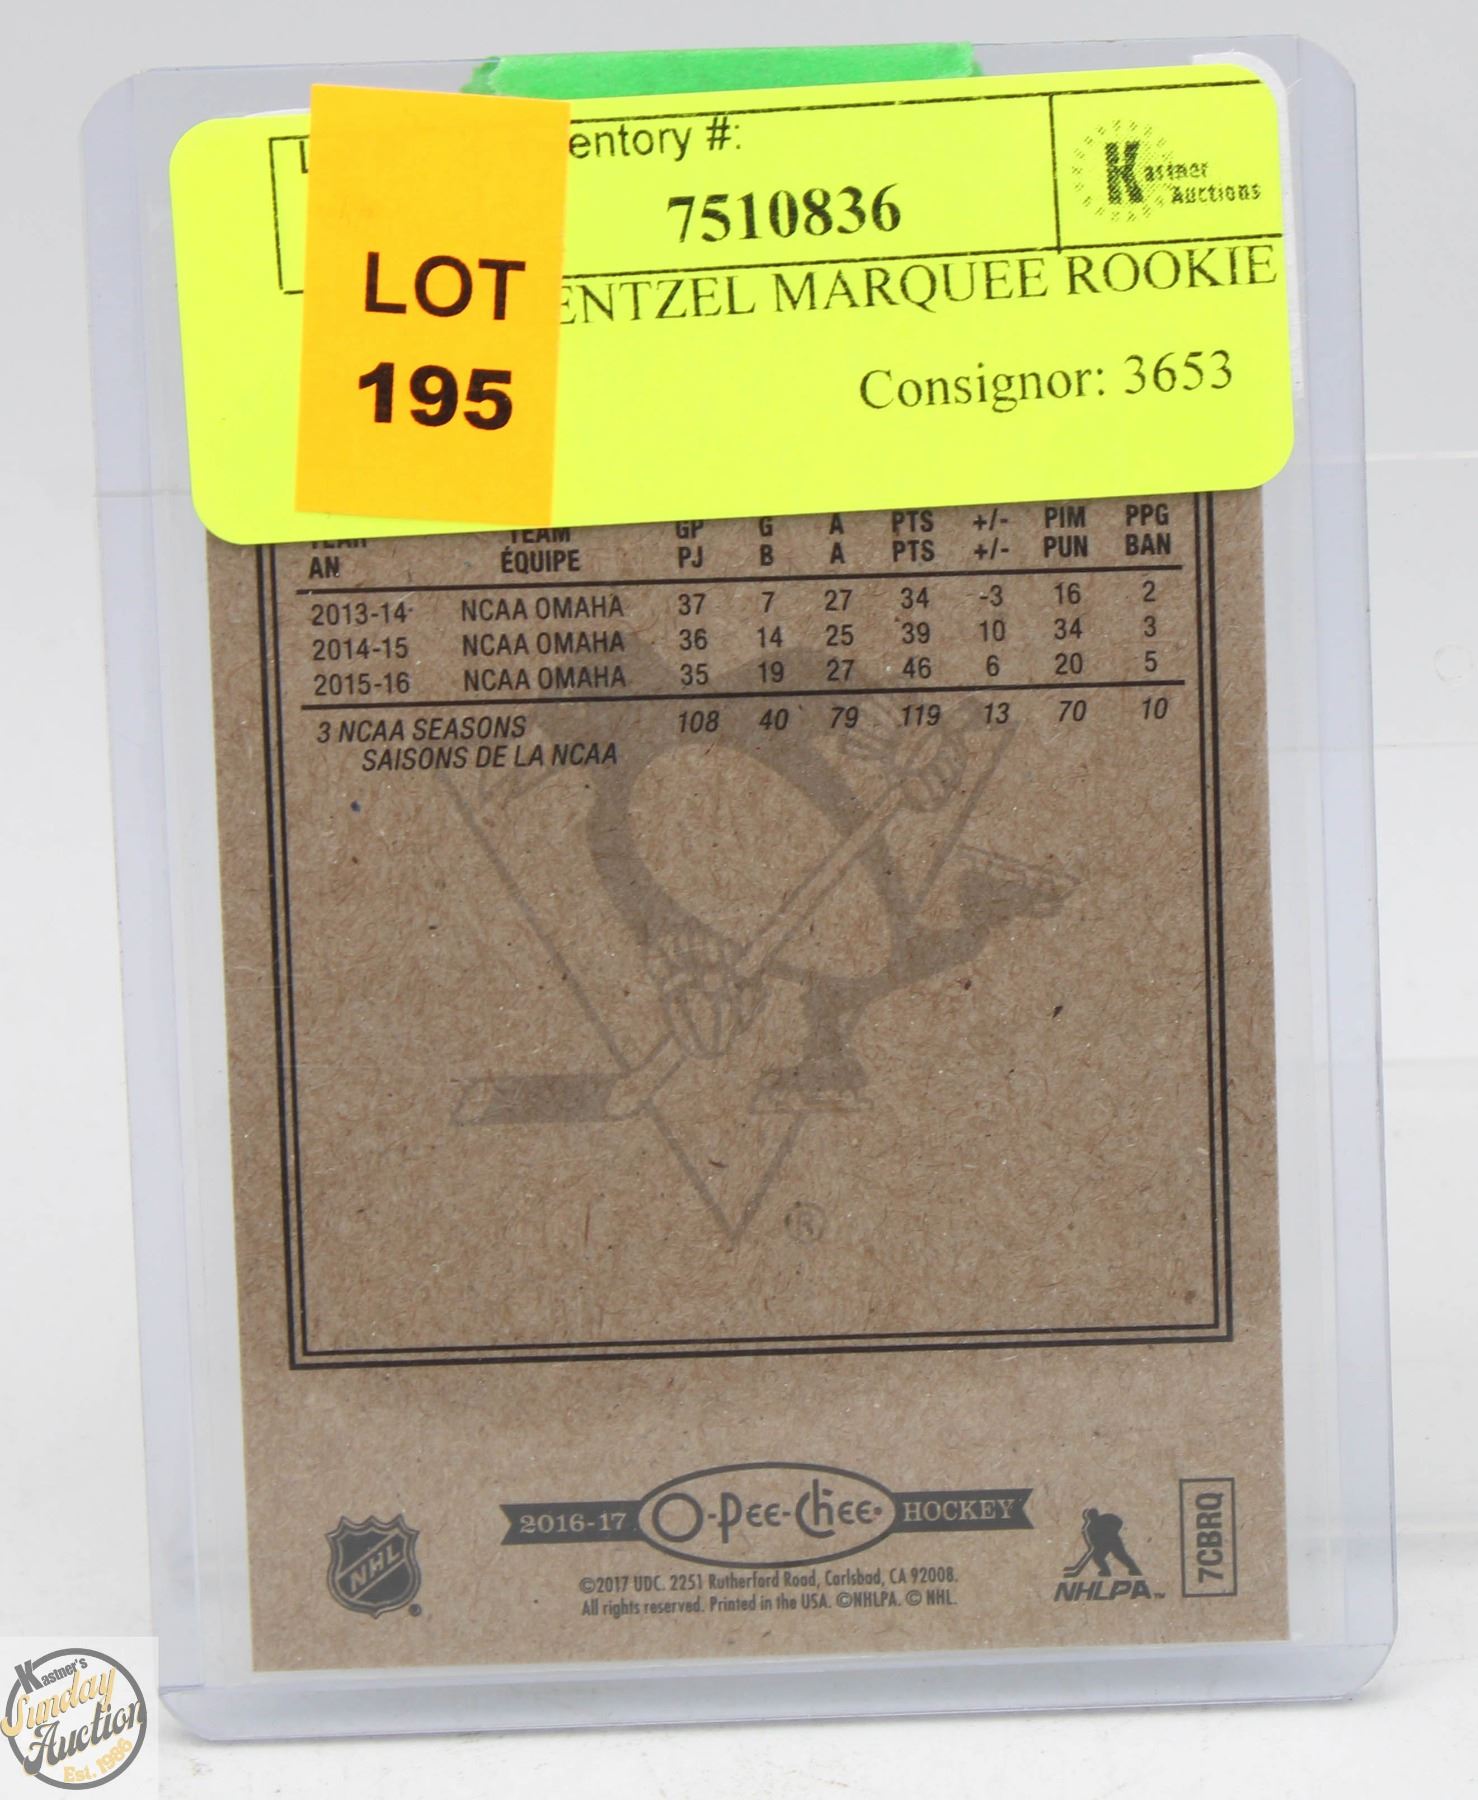 entory #:
7510836
Kastner
Auctions
LOT
195
ENTZEL MARQUEE ROOKIE
Consignor: 3653
YEAR TEAM GP G A PTS +/- PIM PPG
AN ÉQUIPE PJ B A PTS +/- PUN BAN
2013-14 NCAA OMAHA 37 7 27 34 -3 16 2
2014-15 NCAA OMAHA 36 14 25 39 10 34 3
2015-16 NCAA OMAHA 35 19 27 46 6 20 5
3 NCAA SEASONS 108 40 79 119 13 70 10
SAISONS DE LA NCAA
®
2016-17 O-Pee-Chee HOCKEY
NHL ®
©2017 UDC. 2251 Rutherford Road, Carlsbad, CA 92008.
All rights reserved. Printed in the USA. ©NHLPA. © NHL.
NHLPA™
7CBRQ
Kastner's
Sunday
Auction
Est. 1986